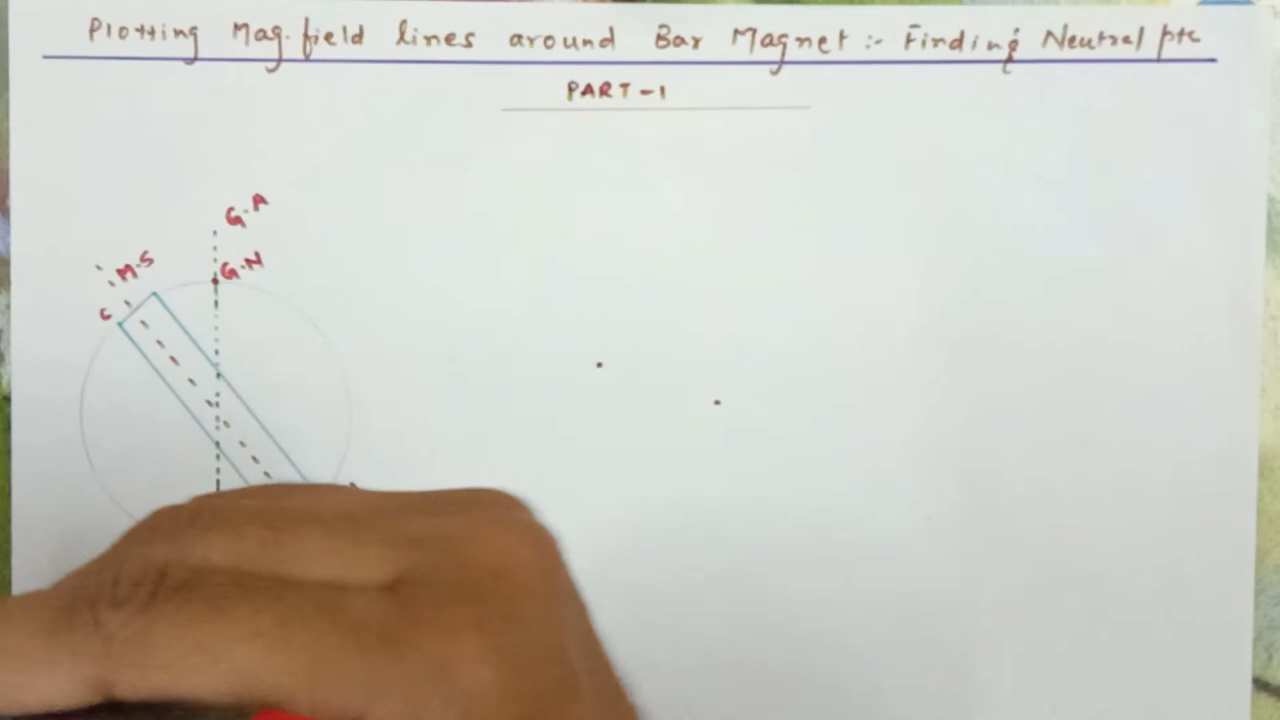 Plotting Mag. field lines around Bar Magnet :- Finding Neutral pts
PART-1
G.A
G.N
M.S